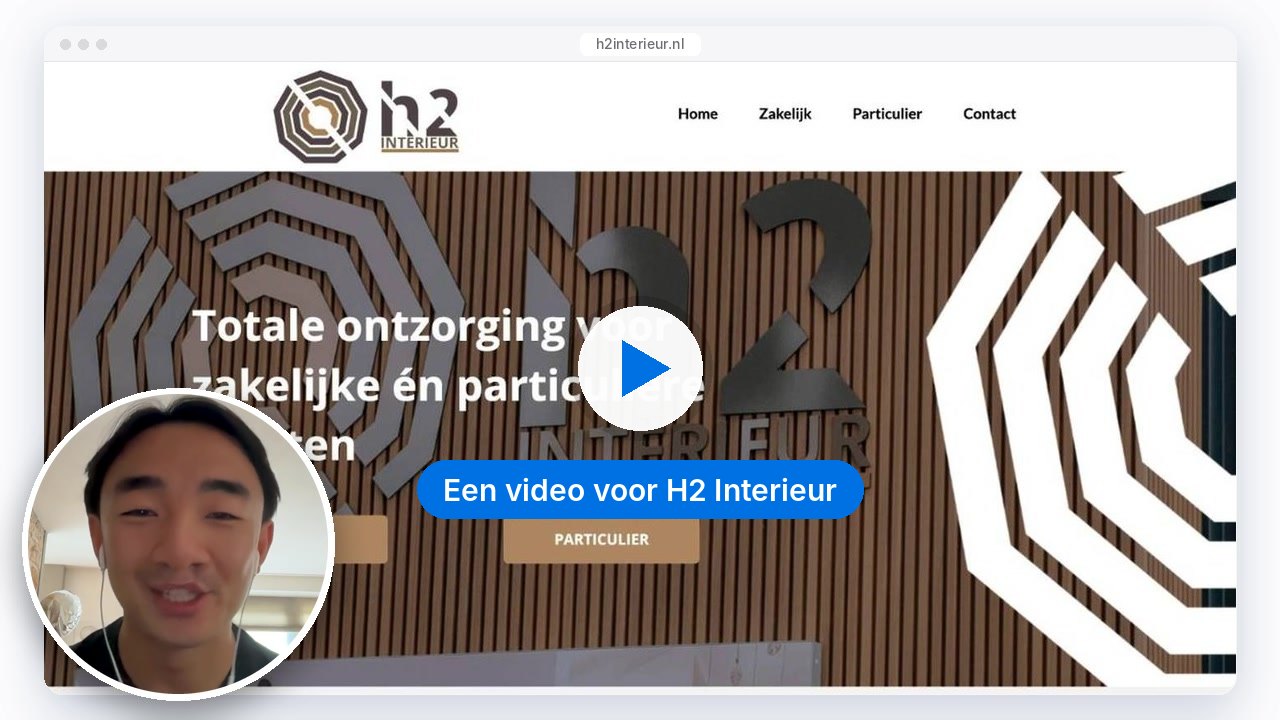 h2interieur.nl
h2
INTERIEUR
Home
Zakelijk
Particulier
Contact
h2
INTERIEUR
Totale ontzorging voor
zakelijke én particuliere
Een video voor H2 Interieur
PARTICULIER